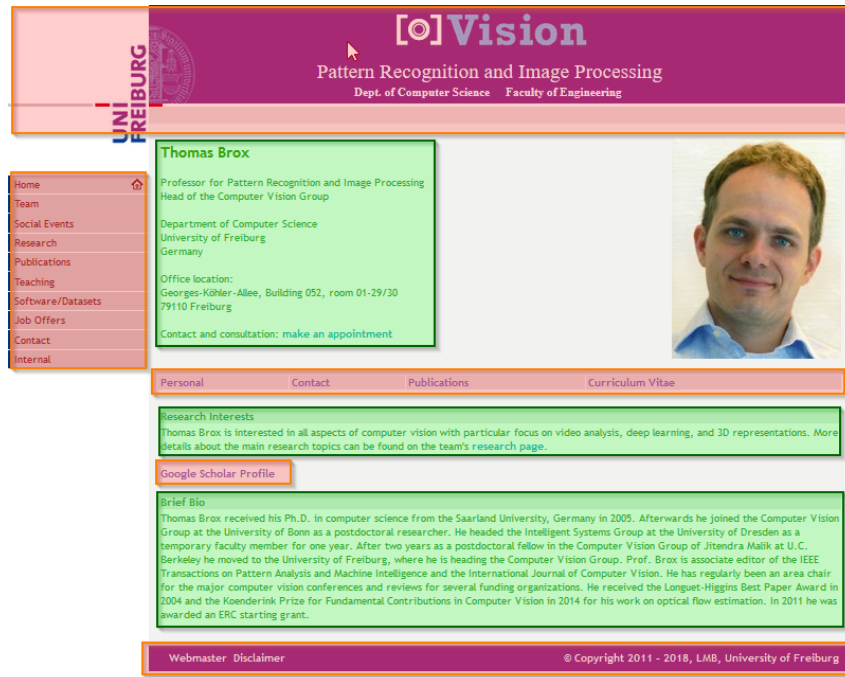 [o] Vision
Pattern Recognition and Image Processing
Dept. of Computer Science Faculty of Engineering
UNI
FREIBURG
Home
Team
Social Events
Research
Publications
Teaching
Software/Datasets
Job Offers
Contact
Internal
Thomas Brox
Professor for Pattern Recognition and Image Processing
Head of the Computer Vision Group
Department of Computer Science
University of Freiburg
Germany
Office location:
Georges-Köhler-Allee, Building 052, room 01-29/30
79110 Freiburg
Contact and consultation: make an appointment
Personal Contact Publications Curriculum Vitae
Research Interests
Thomas Brox is interested in all aspects of computer vision with particular focus on video analysis, deep learning, and 3D representations. More
details about the main research topics can be found on the team's research page.
Google Scholar Profile
Brief Bio
Thomas Brox received his Ph.D. in computer science from the Saarland University, Germany in 2005. Afterwards he joined the Computer Vision
Group at the University of Bonn as a postdoctoral researcher. He headed the Intelligent Systems Group at the University of Dresden as a
temporary faculty member for one year. After two years as a postdoctoral fellow in the Computer Vision Group of Jitendra Malik at U.C.
Berkeley he moved to the University of Freiburg, where he is heading the Computer Vision Group. Prof. Brox is associate editor of the IEEE
Transactions on Pattern Analysis and Machine Intelligence and the International Journal of Computer Vision. He has regularly been an area chair
for the major computer vision conferences and reviews for several funding organizations. He received the Longuet-Higgins Best Paper Award in
2004 and the Koenderink Prize for Fundamental Contributions in Computer Vision in 2014 for his work on optical flow estimation. In 2011 he was
awarded an ERC starting grant.
Webmaster Disclaimer © Copyright 2011 - 2018, LMB, University of Freiburg